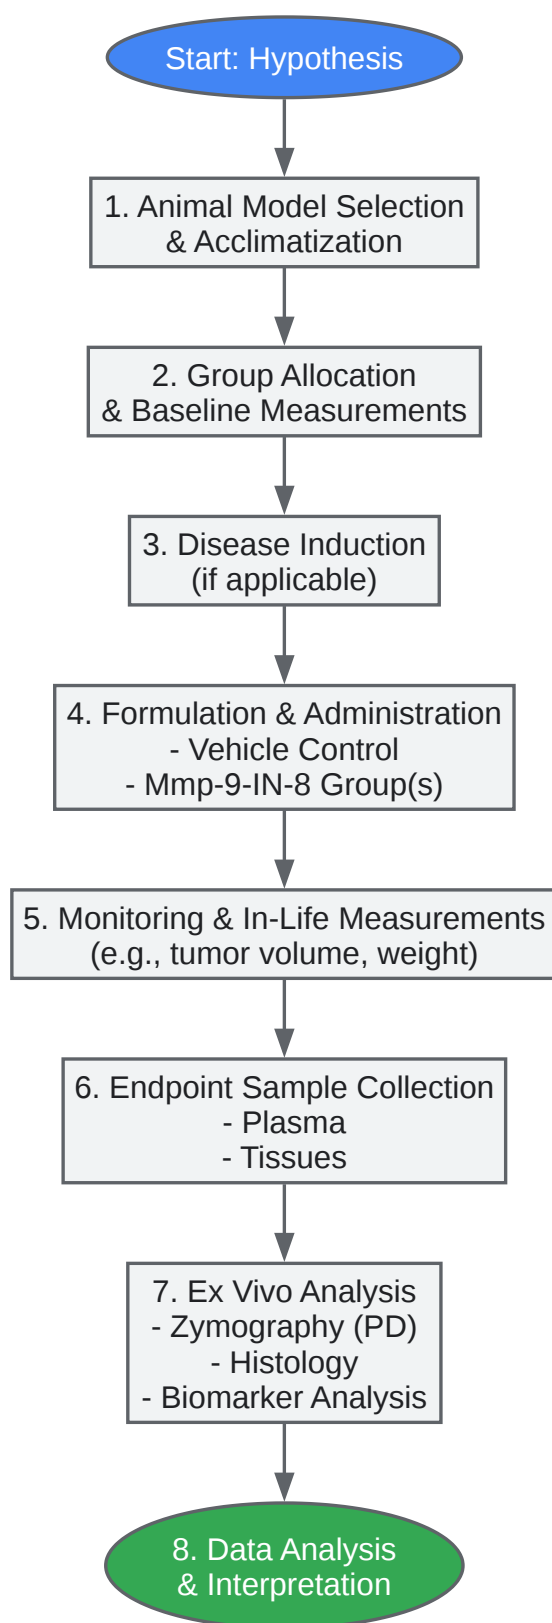 Start: Hypothesis
1. Animal Model Selection
& Acclimatization
2. Group Allocation
& Baseline Measurements
3. Disease Induction
(if applicable)
4. Formulation & Administration
- Vehicle Control
- Mmp-9-IN-8 Group(s)
5. Monitoring & In-Life Measurements
(e.g., tumor volume, weight)
6. Endpoint Sample Collection
- Plasma
- Tissues
7. Ex Vivo Analysis
- Zymography (PD)
- Histology
- Biomarker Analysis
8. Data Analysis
& Interpretation